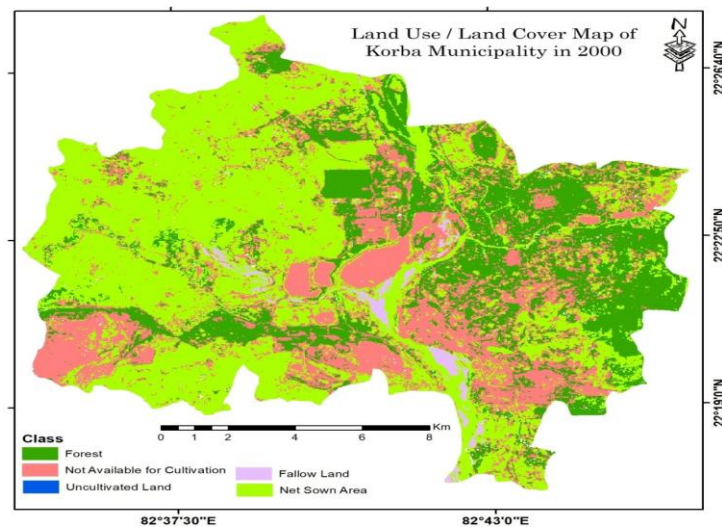 Land Use / Land Cover Map of
Korba Municipality in 2000
N
22°26'40"N
22°22'50"N
22°19'0"N
0 1 2 4 6 8 Km
Class
Forest
Not Available for Cultivation
Uncultivated Land
Fallow Land
Net Sown Area
82°37'30"E 82°43'0"E